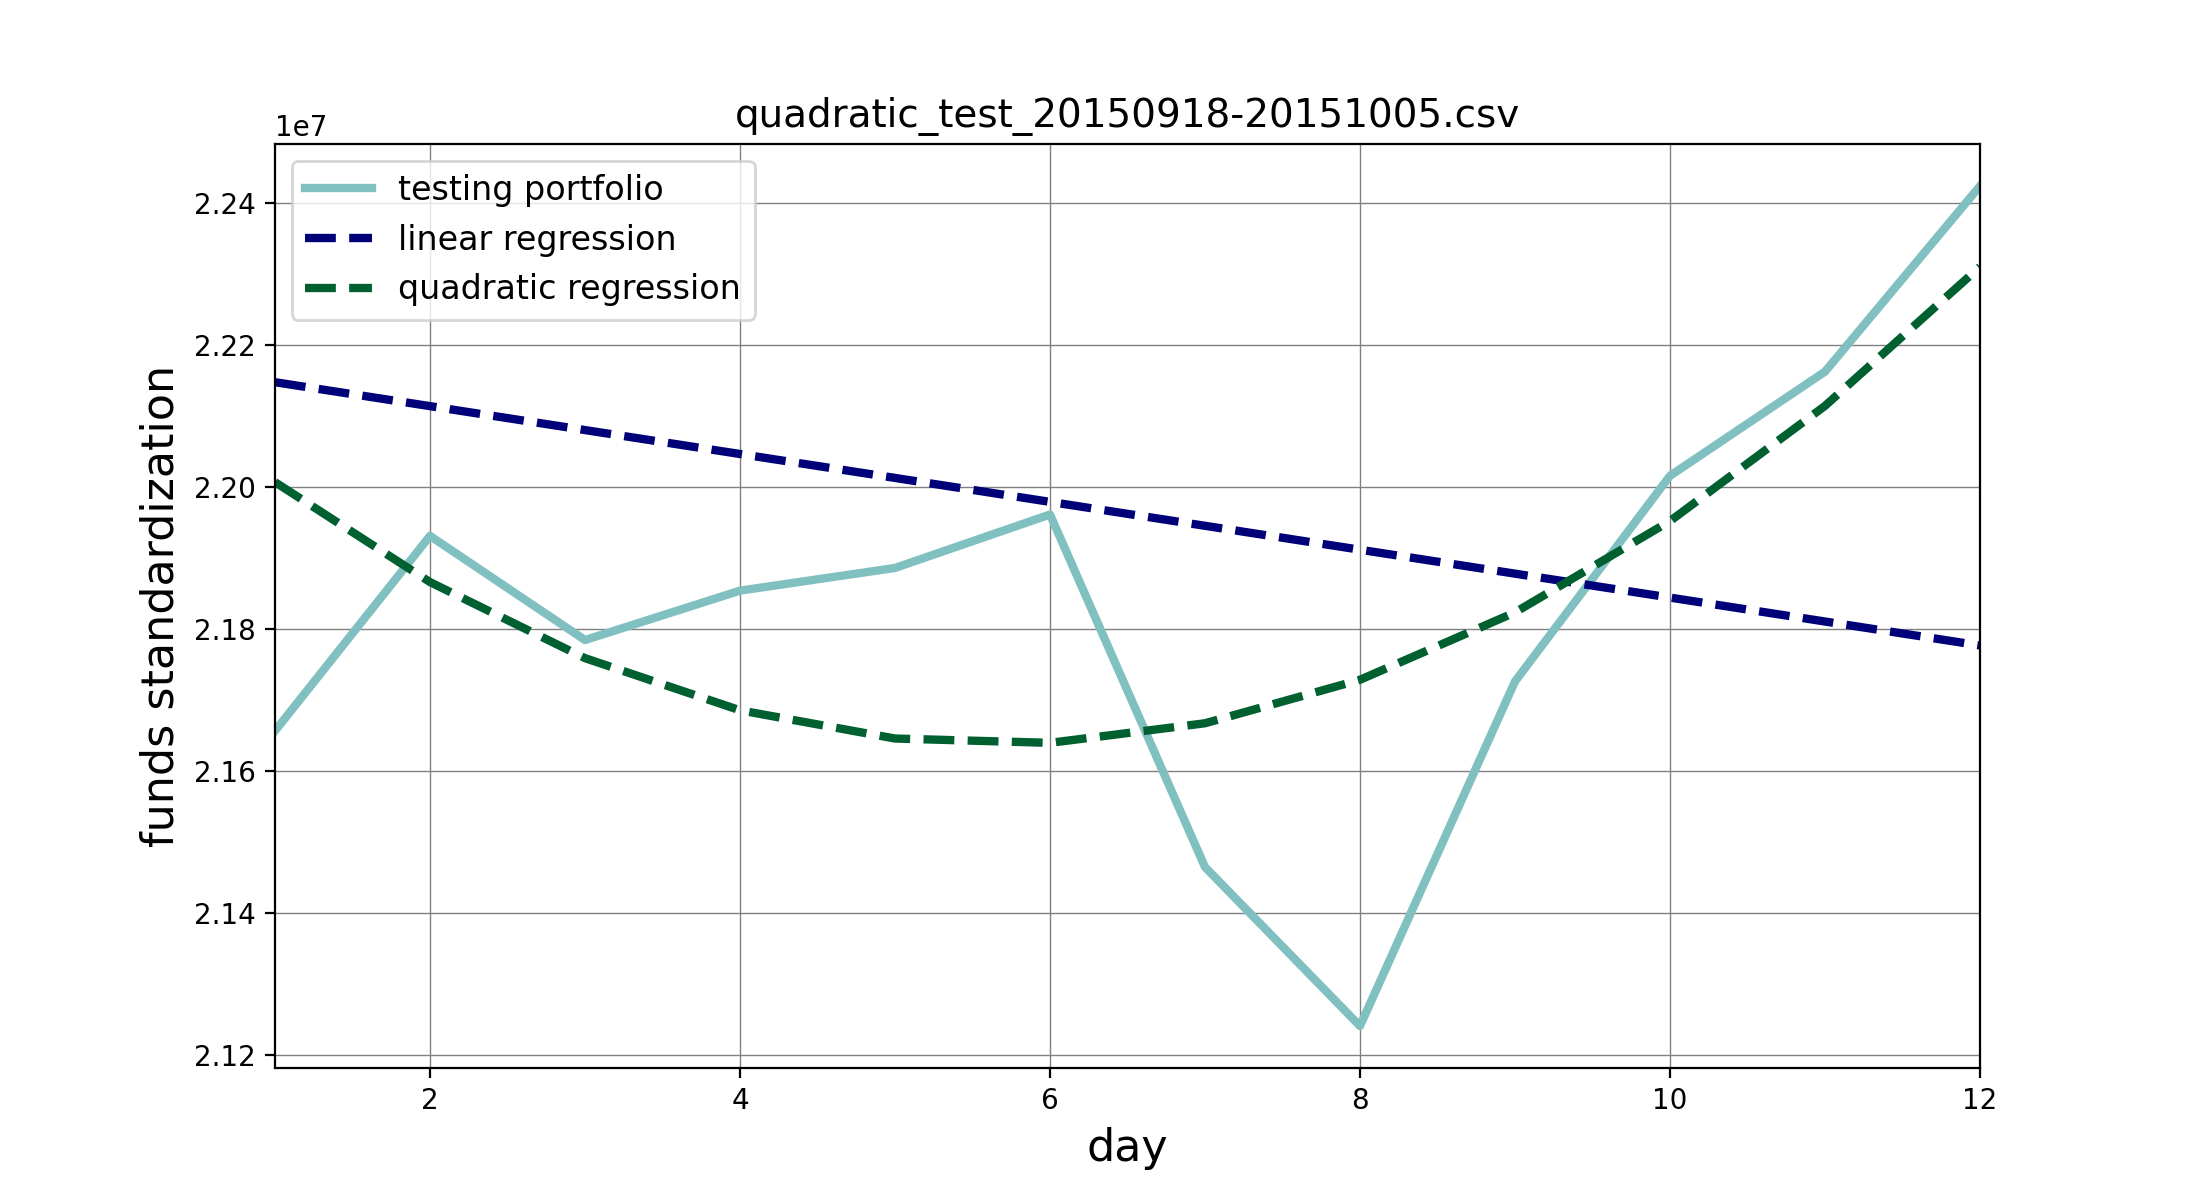 quadratic_test_20150918-20151005.csv
1e7
testing portfolio
linear regression
quadratic regression
funds standardization
2.24
2.22
2.20
2.18
2.16
2.14
2.12
2 4 6 8 10 12
day